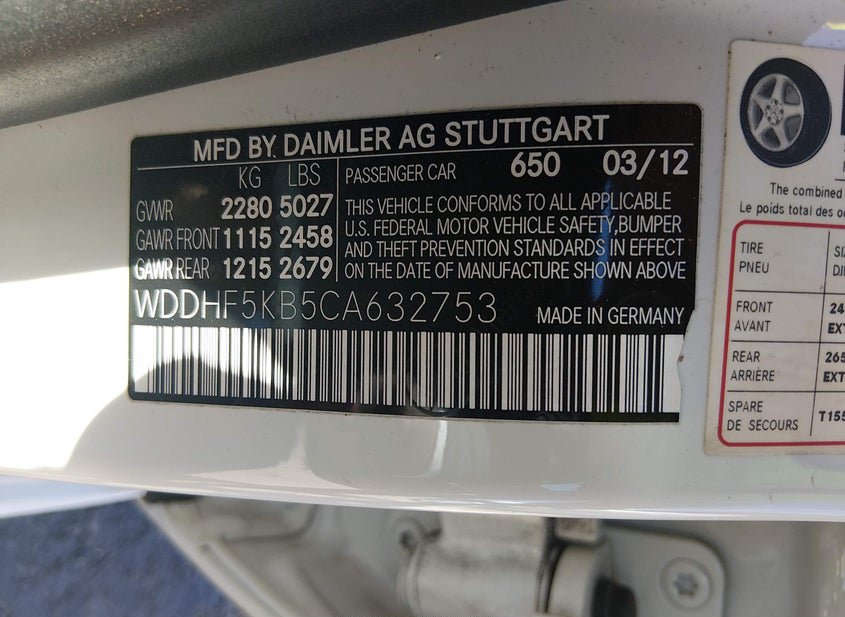 MFD BY DAIMLER AG STUTTGART
KG LBS
GVWR 2280 5027
GAWR FRONT 1115 2458
GAWR REAR 1215 2679
PASSENGER CAR 650 03/12
THIS VEHICLE CONFORMS TO ALL APPLICABLE
U.S. FEDERAL MOTOR VEHICLE SAFETY, BUMPER
AND THEFT PREVENTION STANDARDS IN EFFECT
ON THE DATE OF MANUFACTURE SHOWN ABOVE
WDDHF5KB5CA632753
MADE IN GERMANY
The combined
Le poids total des
TIRE
PNEU
FRONT
AVANT
REAR 265
ARRIÈRE
SPARE
DE SECOURS